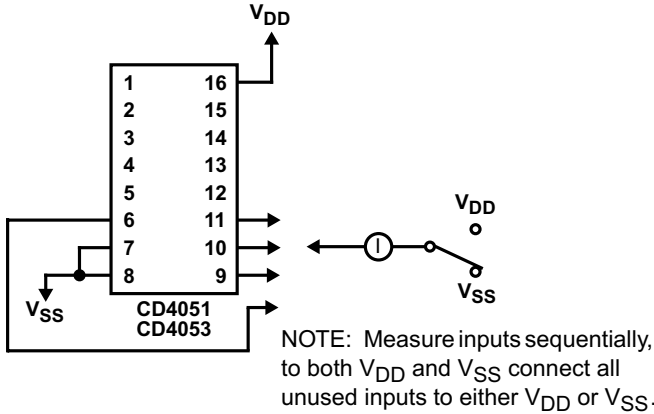 VDD
1 16
2 15
3 14
4 13
5 12
6 11
7 10
8 9
VSS
CD4051
CD4053
I
VDD
VSS
NOTE: Measure inputs sequentially,
to both VDD and VSS connect all
unused inputs to either VDD or VSS.